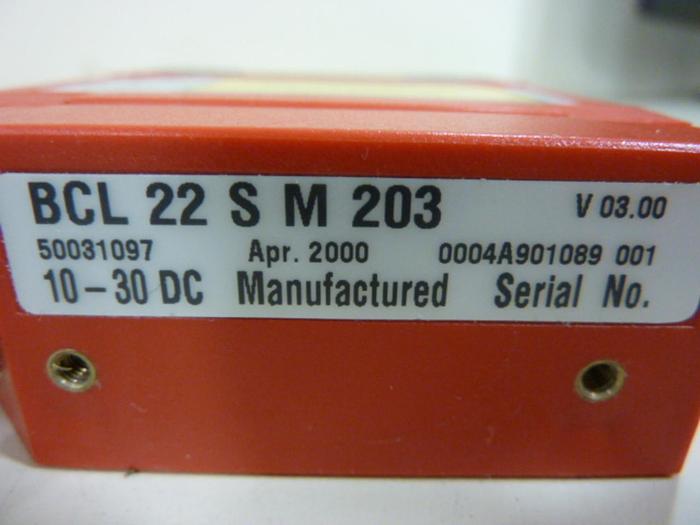 BCL 22 S M 203 V 03.00
50031097 Apr. 2000 0004A901089 001
10 – 30 DC Manufactured Serial No.